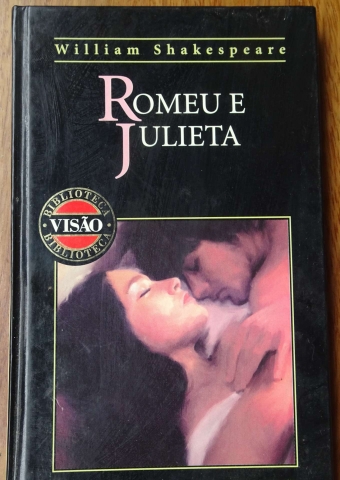 William Shakespeare
ROMEU E
JULIETA
BIBLIOTECA
VISÃO
BIBLIOTECA